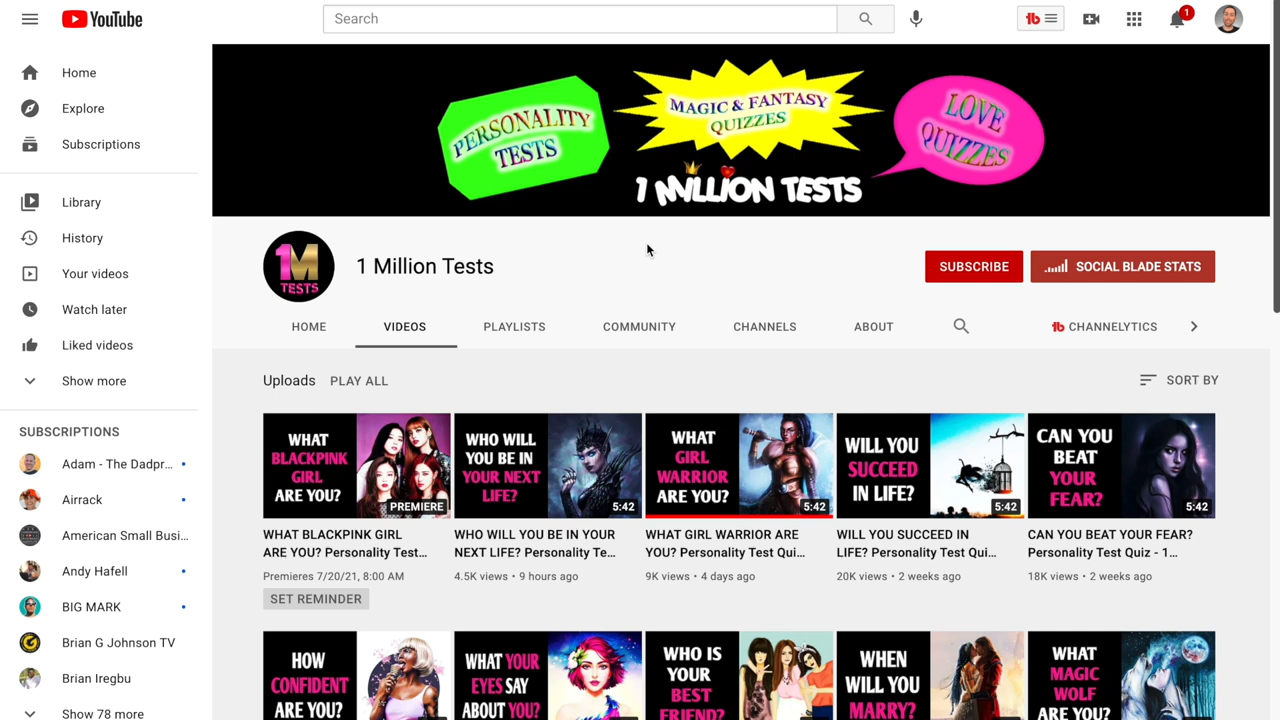 YouTube
Search
1
Home
Explore
Subscriptions
Library
History
Your videos
Watch later
Liked videos
Show more
SUBSCRIPTIONS
Adam - The Dadpr...
Airrack
American Small Busi...
Andy Hafell
BIG MARK
Brian G Johnson TV
Brian Iregbu
Show 78 more
PERSONALITY
TESTS
MAGIC & FANTASY
QUIZZES
LOVE
QUIZZES
1 MILLION TESTS
1M
TESTS
1 Million Tests
SUBSCRIBE
SOCIAL BLADE STATS
HOME
VIDEOS
PLAYLISTS
COMMUNITY
CHANNELS
ABOUT
CHANNELYTICS
Uploads
PLAY ALL
SORT BY
WHAT
BLACKPINK
GIRL
ARE YOU?
PREMIERE
WHAT BLACKPINK GIRL
ARE YOU? Personality Test...
Premieres 7/20/21, 8:00 AM
SET REMINDER
WHO WILL
YOU BE IN
YOUR NEXT
LIFE?
5:42
WHO WILL YOU BE IN YOUR
NEXT LIFE? Personality Te...
4.5K views • 9 hours ago
WHAT
GIRL
WARRIOR
ARE YOU?
5:42
WHAT GIRL WARRIOR ARE
YOU? Personality Test Qui...
9K views • 4 days ago
WILL YOU
SUCCEED
IN LIFE?
5:42
WILL YOU SUCCEED IN
LIFE? Personality Test Qui...
20K views • 2 weeks ago
CAN YOU
BEAT
YOUR
FEAR?
5:42
CAN YOU BEAT YOUR FEAR?
Personality Test Quiz - 1...
18K views • 2 weeks ago
HOW
CONFIDENT
ARE YOU?
WHAT YOUR
EYES SAY
ABOUT YOU?
WHO IS
YOUR
BEST
FRIEND?
WHEN
WILL YOU
MARRY?
WHAT
MAGIC
WOLF
ARE YOU?